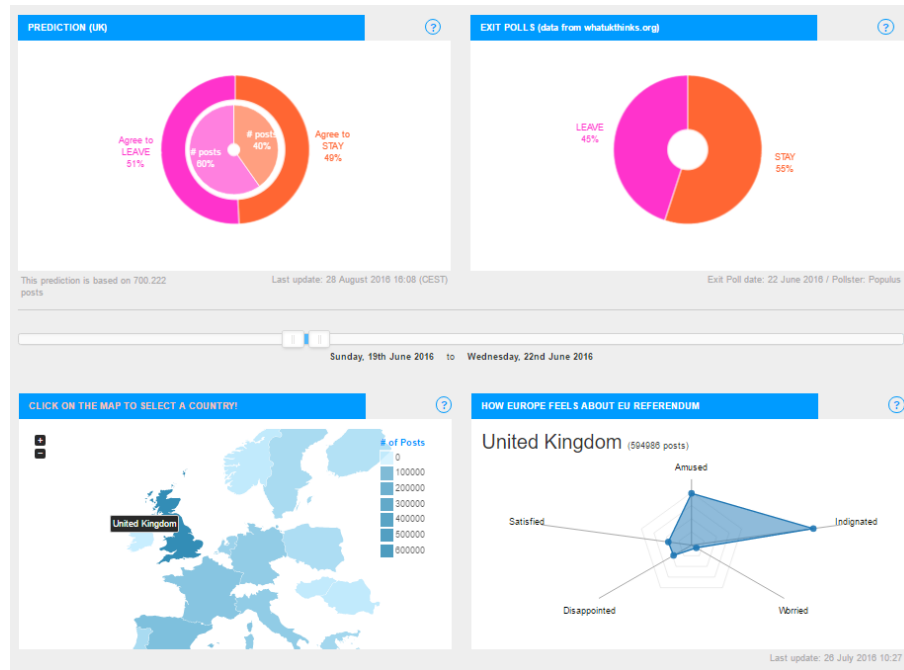 PREDICTION (UK)
?
Agree to
LEAVE
51%
# posts
60%
# posts
40%
Agree to
STAY
49%
This prediction is based on 700.222
posts
Last update: 28 August 2016 16:08 (CEST)
EXIT POLLS (data from whatukthinks.org)
?
LEAVE
45%
STAY
55%
Exit Poll date: 22 June 2016 / Pollster: Populus
Sunday, 19th June 2016 to Wednesday, 22nd June 2016
CLICK ON THE MAP TO SELECT A COUNTRY!
?
+
−
United Kingdom
# of Posts
0
100000
200000
300000
400000
500000
600000
HOW EUROPE FEELS ABOUT EU REFERENDUM
?
United Kingdom (594986 posts)
Amused
Satisfied
Indignated
Disappointed
Worried
Last update: 26 July 2016 10:27